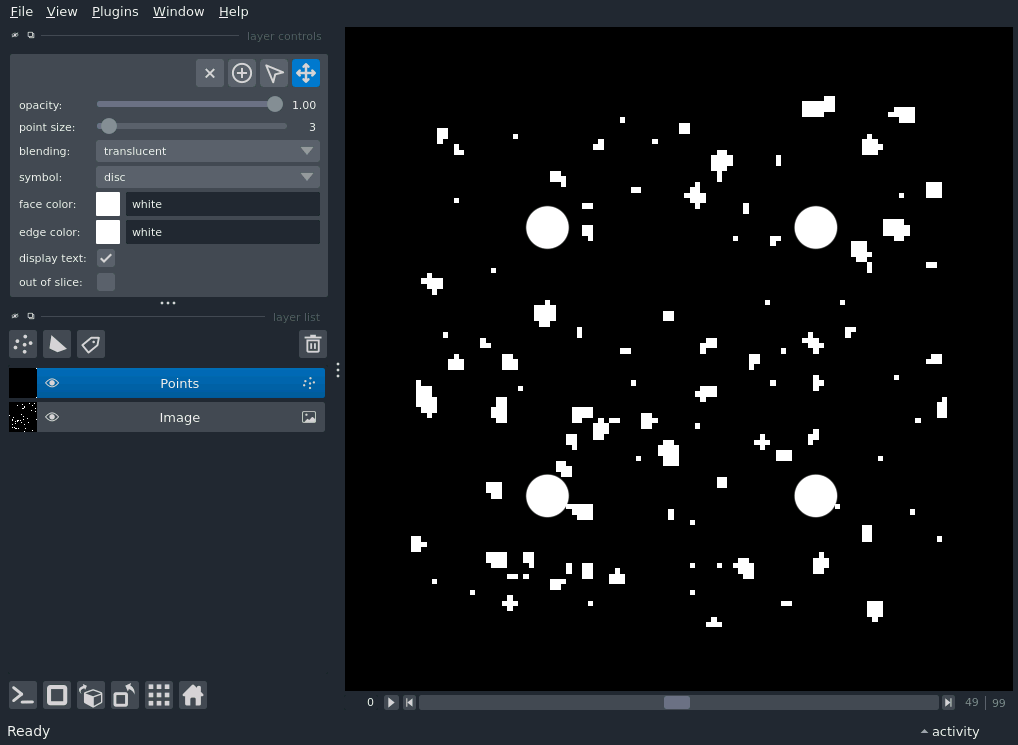 File View Plugins Window Help
layer controls
opacity: 1.00
point size: 3
blending: translucent
symbol: disc
face color: white
edge color: white
display text:
out of slice:
layer list
Points
Image
0 49 99
Ready activity